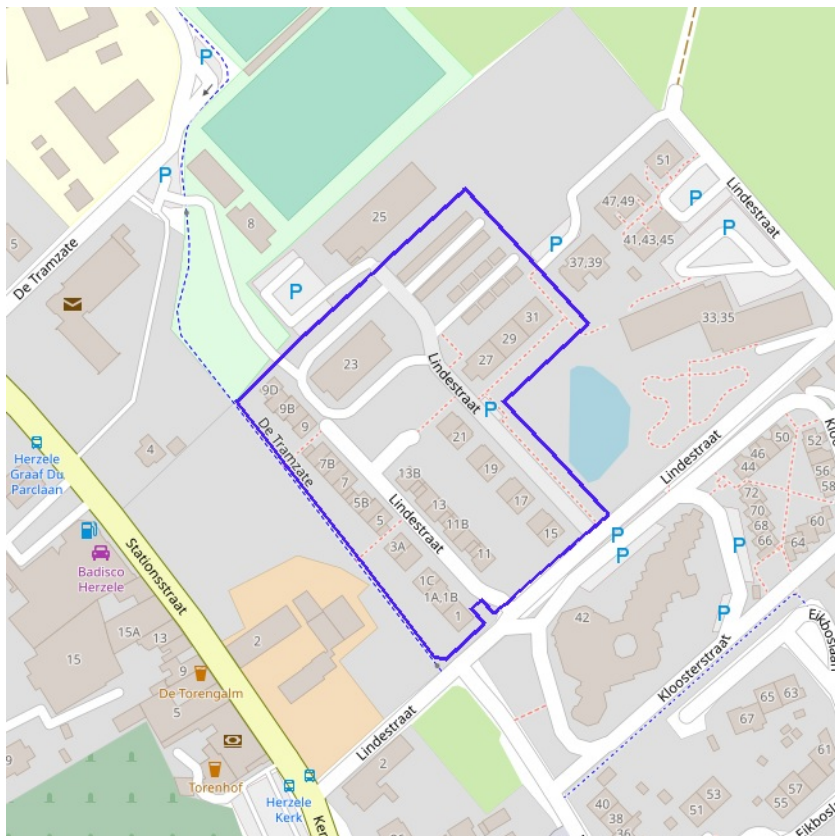 P
P
51
Lindestraat
47,49
P
5
8
25
P
41,43,45
De Tramzate
P
37,39
P
31
33,35
29
23
27
Lindestraat
9D
9B
9
P
De Tramzate
21
4
7B
7
5B
5
13B
13
11B
11
19
17
15
Lindestraat
Lindestraat
50
52
46
44
56
58
72
70
68
66
60
64
Herzele
Graaf Du
Parclaan
Stationsstraat
Badisco
Herzele
3A
1C
1A,1B
1
P
P
P
P
42
15A
13
15
9
De Torengalm
5
2
Kloosterstraat
Eikboslaan
65
63
67
61
Torenhof
Lindestraat
2
Herzele
Kerk
40
38
36
53
51
57
55
Eikboslaan